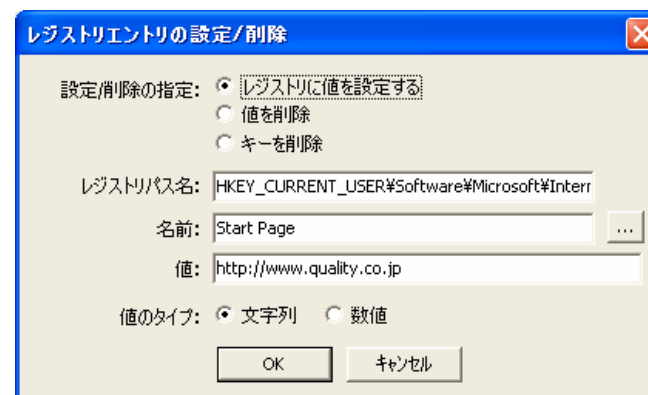 レジストリエントリの設定/削除
設定/削除の指定: レジストリに値を設定する
値を削除
キーを削除
レジストリパス名: HKEY_CURRENT_USER¥Software¥Microsoft¥Interr
名前: Start Page ...
値: http://www.quality.co.jp
値のタイプ: 文字列 数値
OK キャンセル